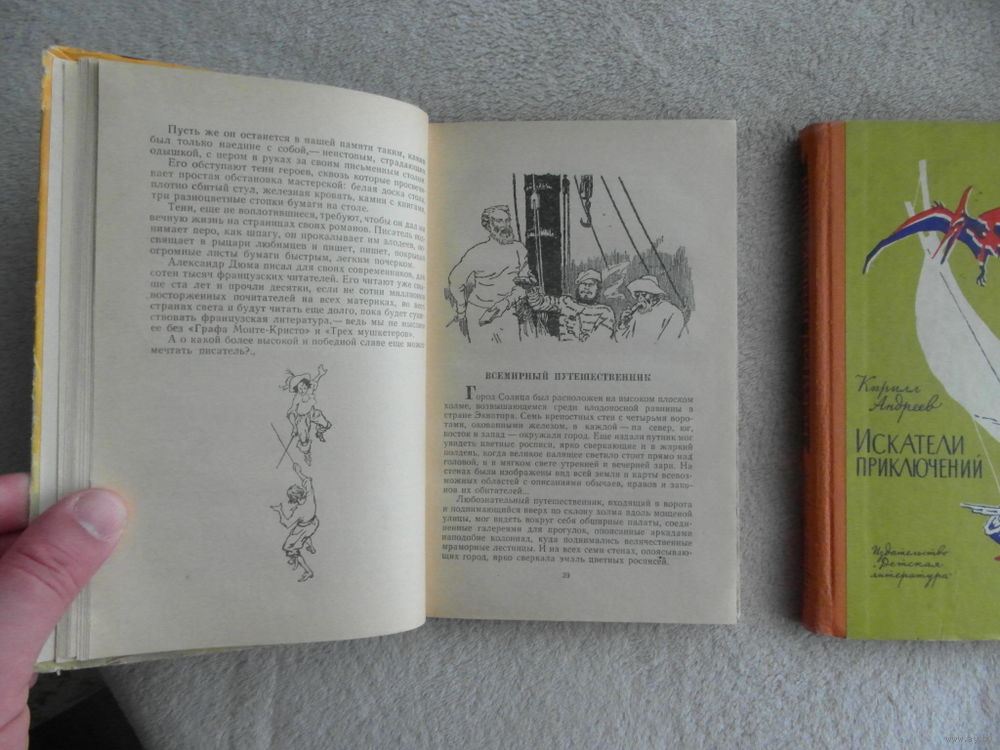 Пусть же он останется в нашей памяти таким, каким
был только наедине с собой,— неистовым, страдающим
одышкой, с пером в руках за своим письменным столом.
Его обступают тени героев, сквозь которые просвечи-
вает простая обстановка мастерской: белая доска стола,
плотно сбитый стул, железная кровать, камин с книгами,
три разноцветные стопки бумаги на столе.
Тени, еще не воплотившиеся, требуют, чтобы он дал им
вечную жизнь на страницах своих романов. Писатель под-
нимает перо, как шпагу, он прокалывает им злодеев, по-
свящает в рыцари любимцев и пишет, пишет, покрывая
огромные листы бумаги быстрым, легким почерком.
Александр Дюма писал для своих современников, для
сотен тысяч французских читателей. Его читают уже свы-
ше ста лет и прочли десятки, если не сотни миллионов
восторженных почитателей на всех материках, во всех
странах света и будут читать еще долго, пока будет суще-
ствовать французская литература,— ведь мы не мыслим
ее без «Графа Монте-Кристо» и «Трех мушкетеров».
А о какой более высокой и победной славе еще может
мечтать писатель?..
ВСЕМИРНЫЙ ПУТЕШЕСТВЕННИК
Город Солнца был расположен на высоком плоском
холме, возвышающемся среди плодоносной равнины в
стране Экватора. Семь крепостных стен с четырьмя воро-
тами, окованными железом, в каждой — на север, юг,
восток и запад — окружали город. Еще издали путник мог
увидеть цветные росписи, ярко сверкающие и в жаркий
полдень, когда великое палящее светило стоит прямо над
головой, и в мягком свете утренней и вечерней зари. На
стенах были изображены вид всей земли и карты всевоз-
можных областей с описаниями обычаев, нравов и зако-
нов их обитателей...
Любознательный путешественник, входивший в ворота
и поднимающийся вверх по склону холма вдоль мощеной
улицы, мог видеть вокруг себя обширные палаты, соеди-
ненные галереями для прогулок, опоясанные аркадами
наподобие колоннад, куда поднимались величественные
мраморные лестницы. И на всех семи стенах, опоясываю-
щих город, ярко сверкала эмаль цветных росписей.
39
Кирилл
Андреев
ИСКАТЕЛИ
ПРИКЛЮЧЕНИЙ
Издательство
"Детская
литература"